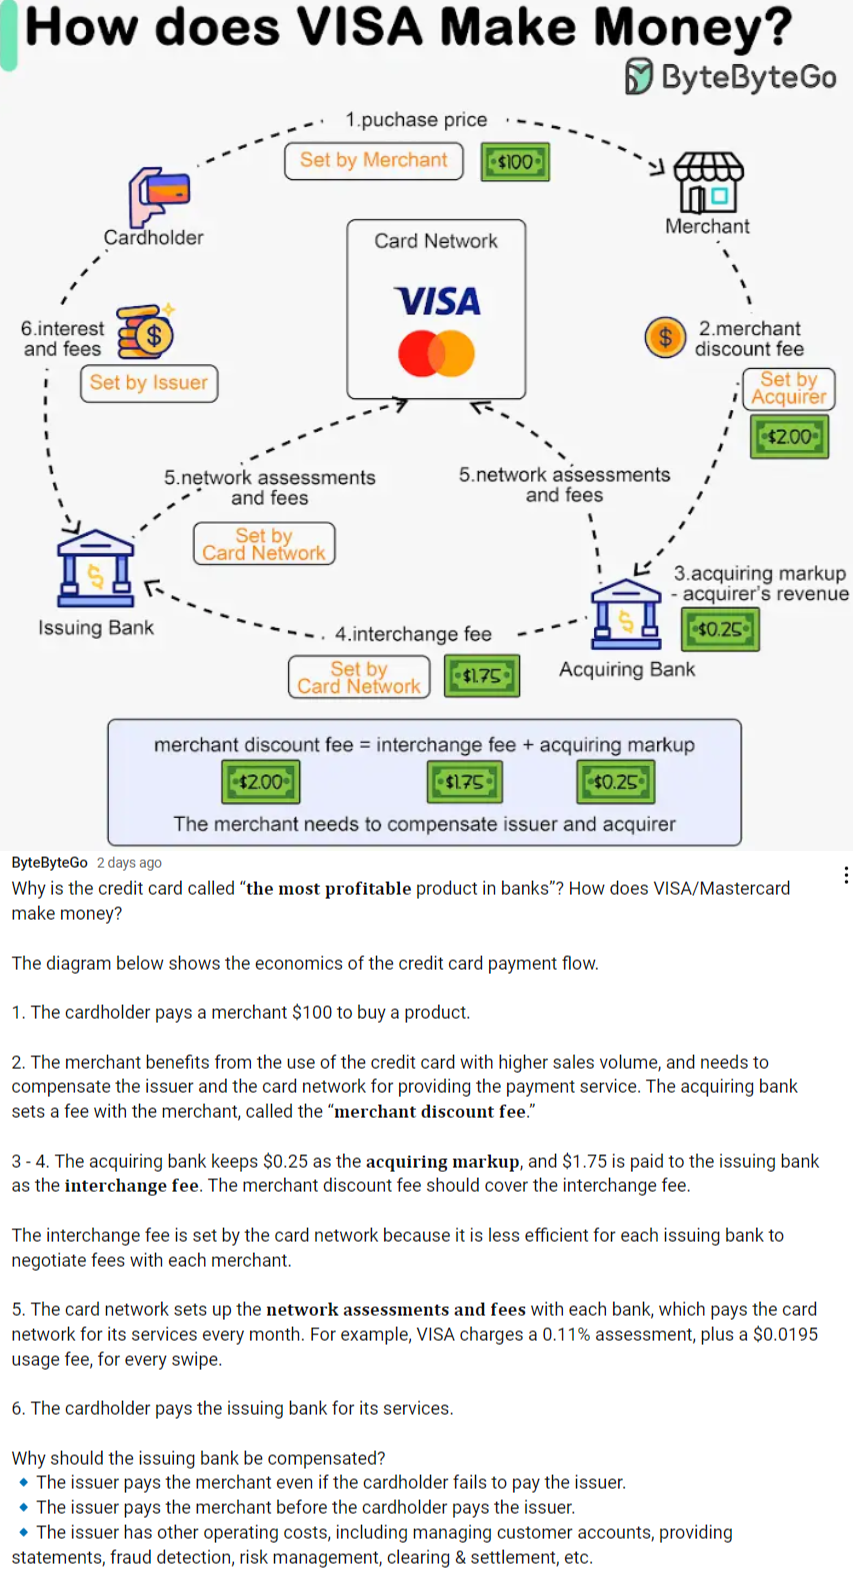 How does VISA Make Money?
ByteByteGo
1.puchase price
Set by Merchant
$100
Cardholder
Merchant
Card Network
VISA
6.interest
and fees
$
Set by Issuer
$
2.merchant
discount fee
Set by
Acquirer
$2.00
5.network assessments
and fees
Set by
Card Network
5.network assessments
and fees
$
Issuing Bank
3.acquiring markup
- acquirer's revenue
$0.25
$
Acquiring Bank
4.interchange fee
Set by
Card Network
$1.75
merchant discount fee = interchange fee + acquiring markup
$2.00 $1.75 $0.25
The merchant needs to compensate issuer and acquirer
ByteByteGo 2 days ago
Why is the credit card called “the most profitable product in banks”? How does VISA/Mastercard
make money?
The diagram below shows the economics of the credit card payment flow.
1. The cardholder pays a merchant $100 to buy a product.
2. The merchant benefits from the use of the credit card with higher sales volume, and needs to
compensate the issuer and the card network for providing the payment service. The acquiring bank
sets a fee with the merchant, called the “merchant discount fee.”
3 - 4. The acquiring bank keeps $0.25 as the acquiring markup, and $1.75 is paid to the issuing bank
as the interchange fee. The merchant discount fee should cover the interchange fee.
The interchange fee is set by the card network because it is less efficient for each issuing bank to
negotiate fees with each merchant.
5. The card network sets up the network assessments and fees with each bank, which pays the card
network for its services every month. For example, VISA charges a 0.11% assessment, plus a $0.0195
usage fee, for every swipe.
6. The cardholder pays the issuing bank for its services.
Why should the issuing bank be compensated?
🔹 The issuer pays the merchant even if the cardholder fails to pay the issuer.
🔹 The issuer pays the merchant before the cardholder pays the issuer.
🔹 The issuer has other operating costs, including managing customer accounts, providing
statements, fraud detection, risk management, clearing & settlement, etc.